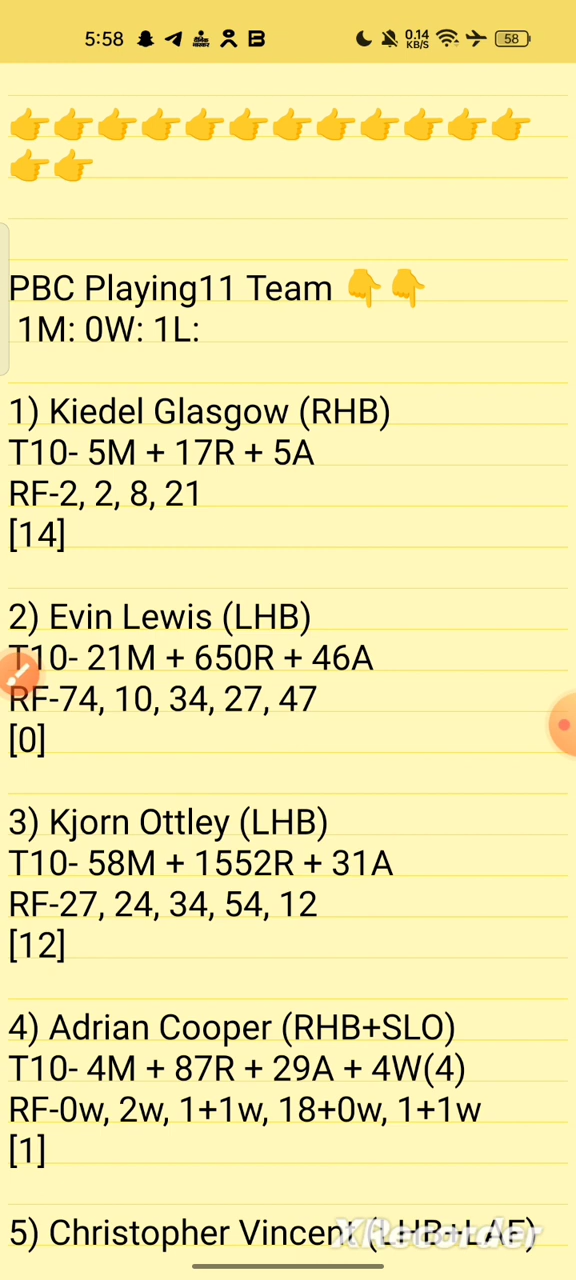 5:58 0.14 KB/S 58
PBC Playing11 Team 👇👇
1M: 0W: 1L:
1) Kiedel Glasgow (RHB)
T10- 5M + 17R + 5A
RF-2, 2, 8, 21
[14]
2) Evin Lewis (LHB)
T10- 21M + 650R + 46A
RF-74, 10, 34, 27, 47
[0]
3) Kjorn Ottley (LHB)
T10- 58M + 1552R + 31A
RF-27, 24, 34, 54, 12
[12]
4) Adrian Cooper (RHB+SLO)
T10- 4M + 87R + 29A + 4W(4)
RF-0w, 2w, 1+1w, 18+0w, 1+1w
[1]
5) Christopher Vincent (LHB+LAF)
XRecorder